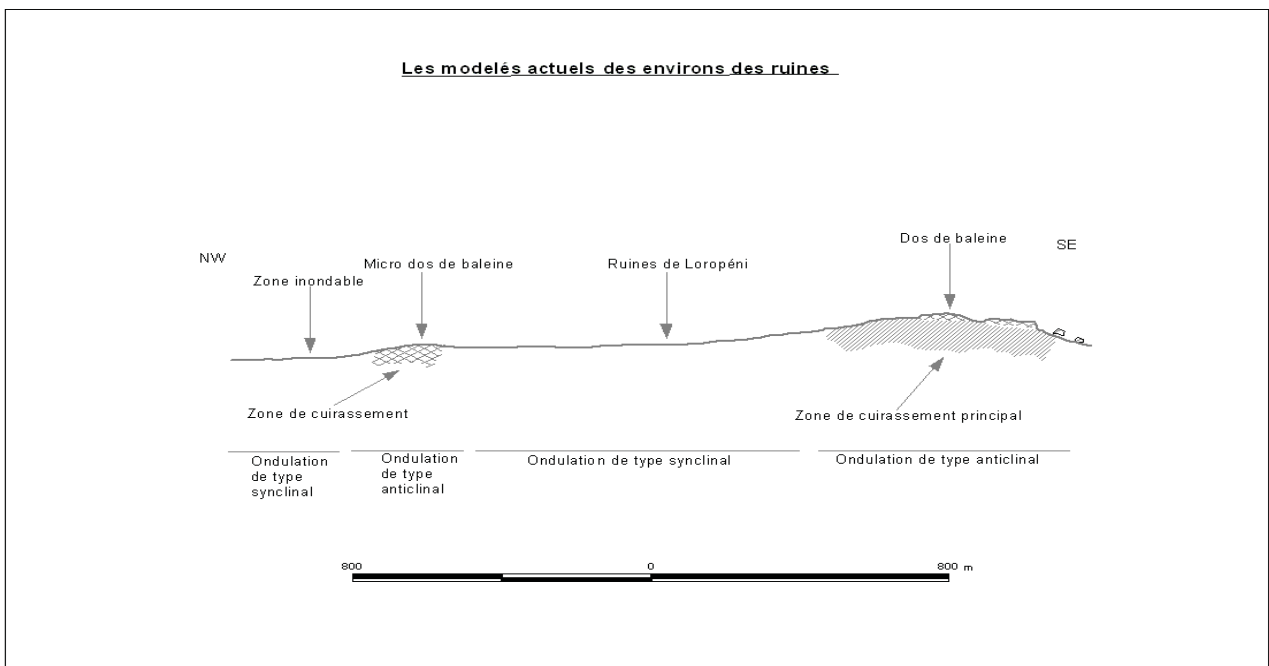 Les modelés actuels des environs des ruines
Dos de baleine
SE
NW
Micro dos de baleine
Ruines de Loropéni
Zone inondable
Zone de cuirassement
Zone de cuirassement principal
Ondulation
de type
synclinal
Ondulation
de type
anticlinal
Ondulation de type synclinal
Ondulation de type anticlinal
800 0 800 m